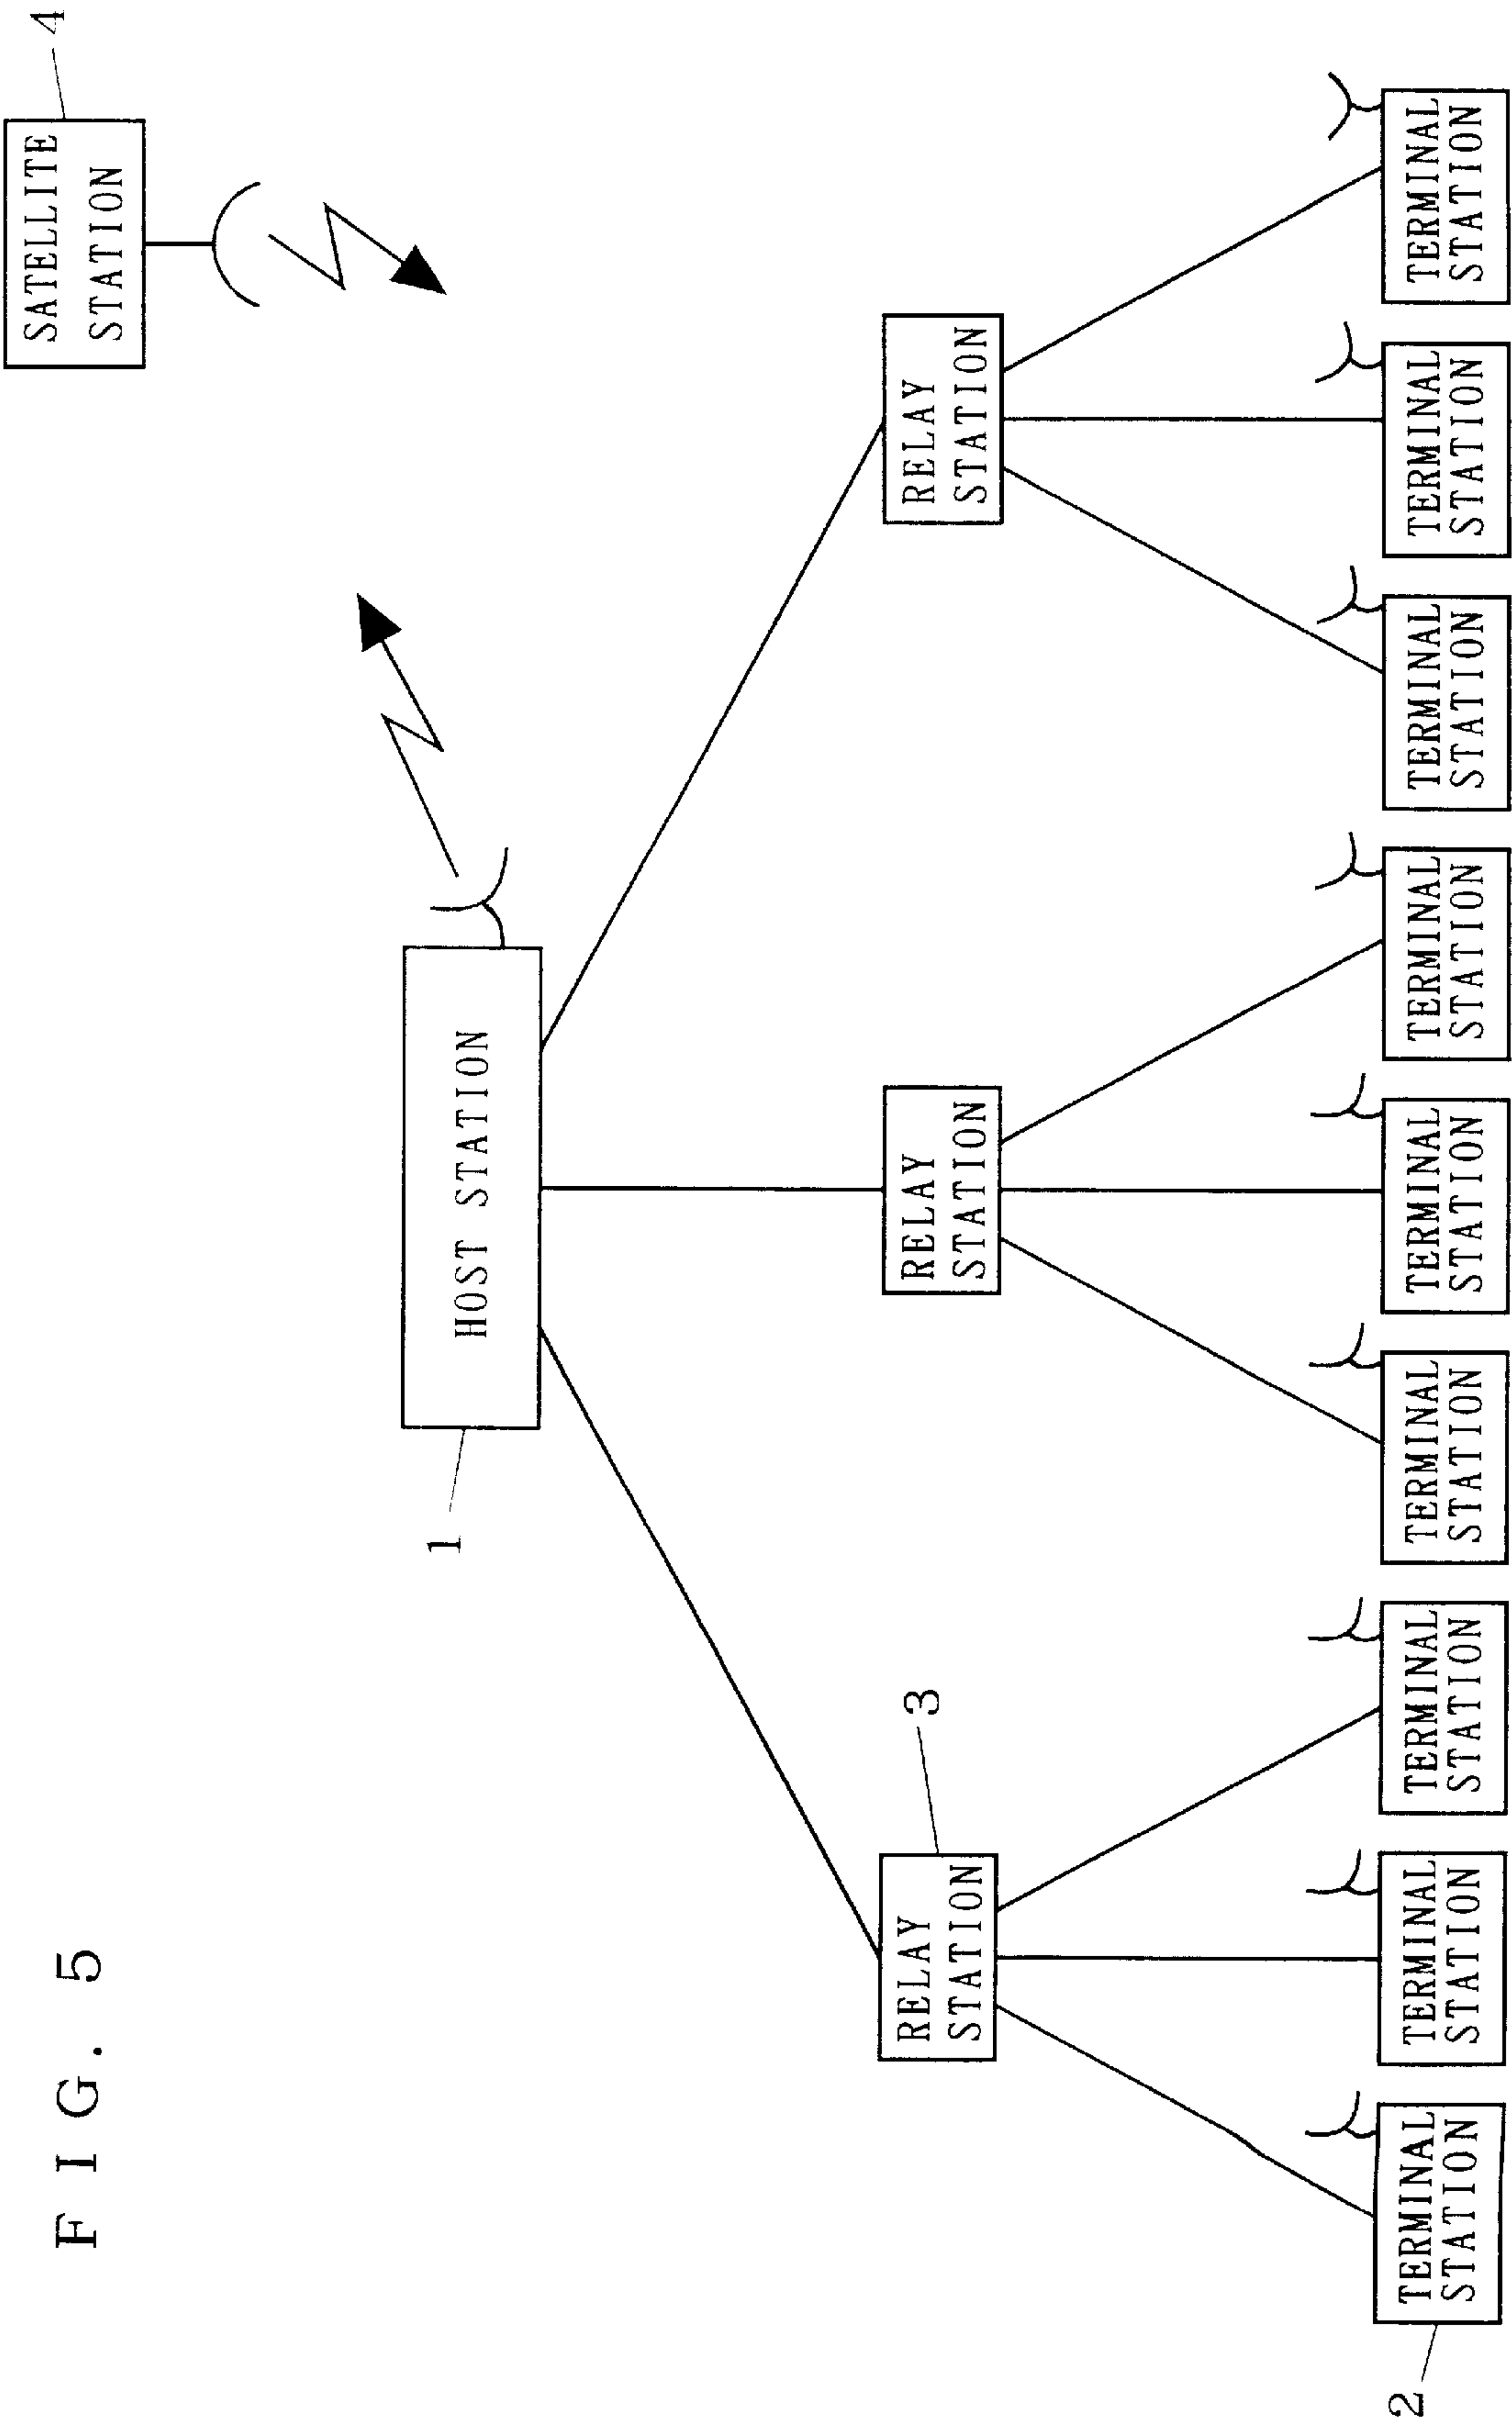 FIG. 5
SATELLITE
STATION
4
HOST STATION
1
RELAY
STATION
3
RELAY
STATION
RELAY
STATION
TERMINAL
STATION
2
TERMINAL
STATION
TERMINAL
STATION
TERMINAL
STATION
TERMINAL
STATION
TERMINAL
STATION
TERMINAL
STATION
TERMINAL
STATION
TERMINAL
STATION